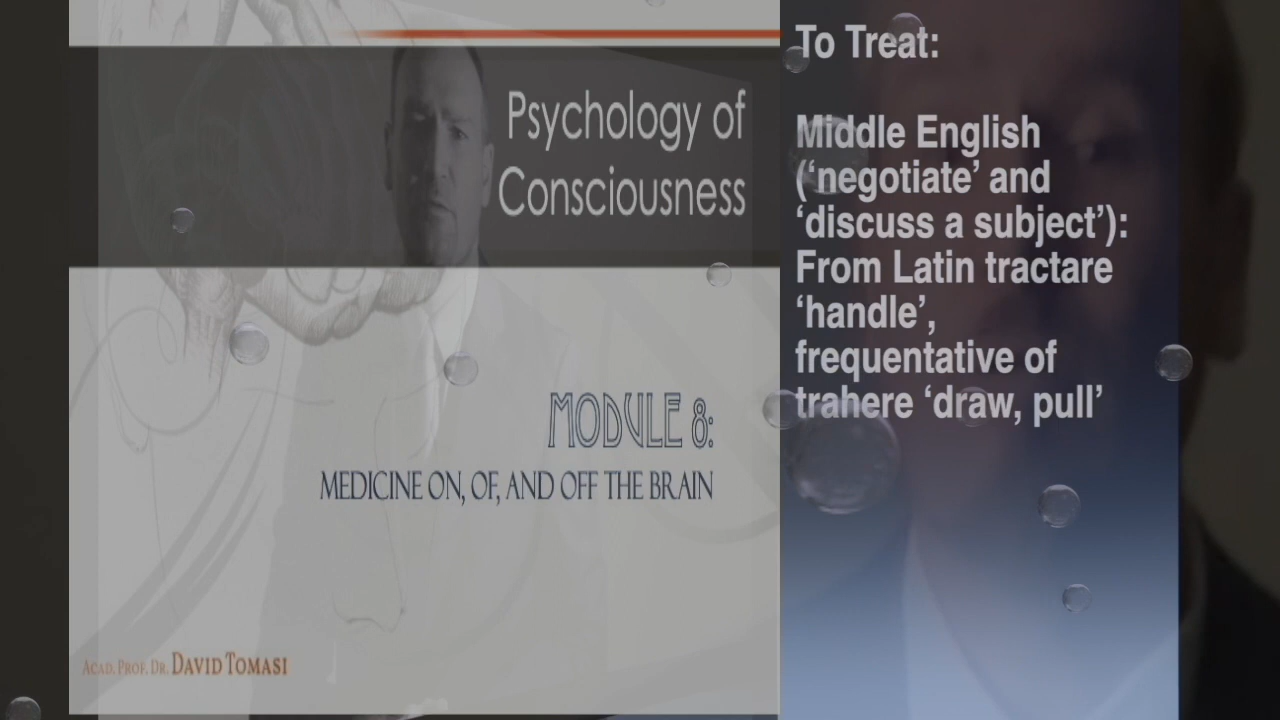 Psychology of
Consciousness
MODULE 8:
MEDICINE ON, OF, AND OFF THE BRAIN
ACAD. PROF. DR. DAVID TOMASI
To Treat:
Middle English
(‘negotiate’ and
‘discuss a subject’):
From Latin tractare
‘handle’,
frequentative of
trahere ‘draw, pull’